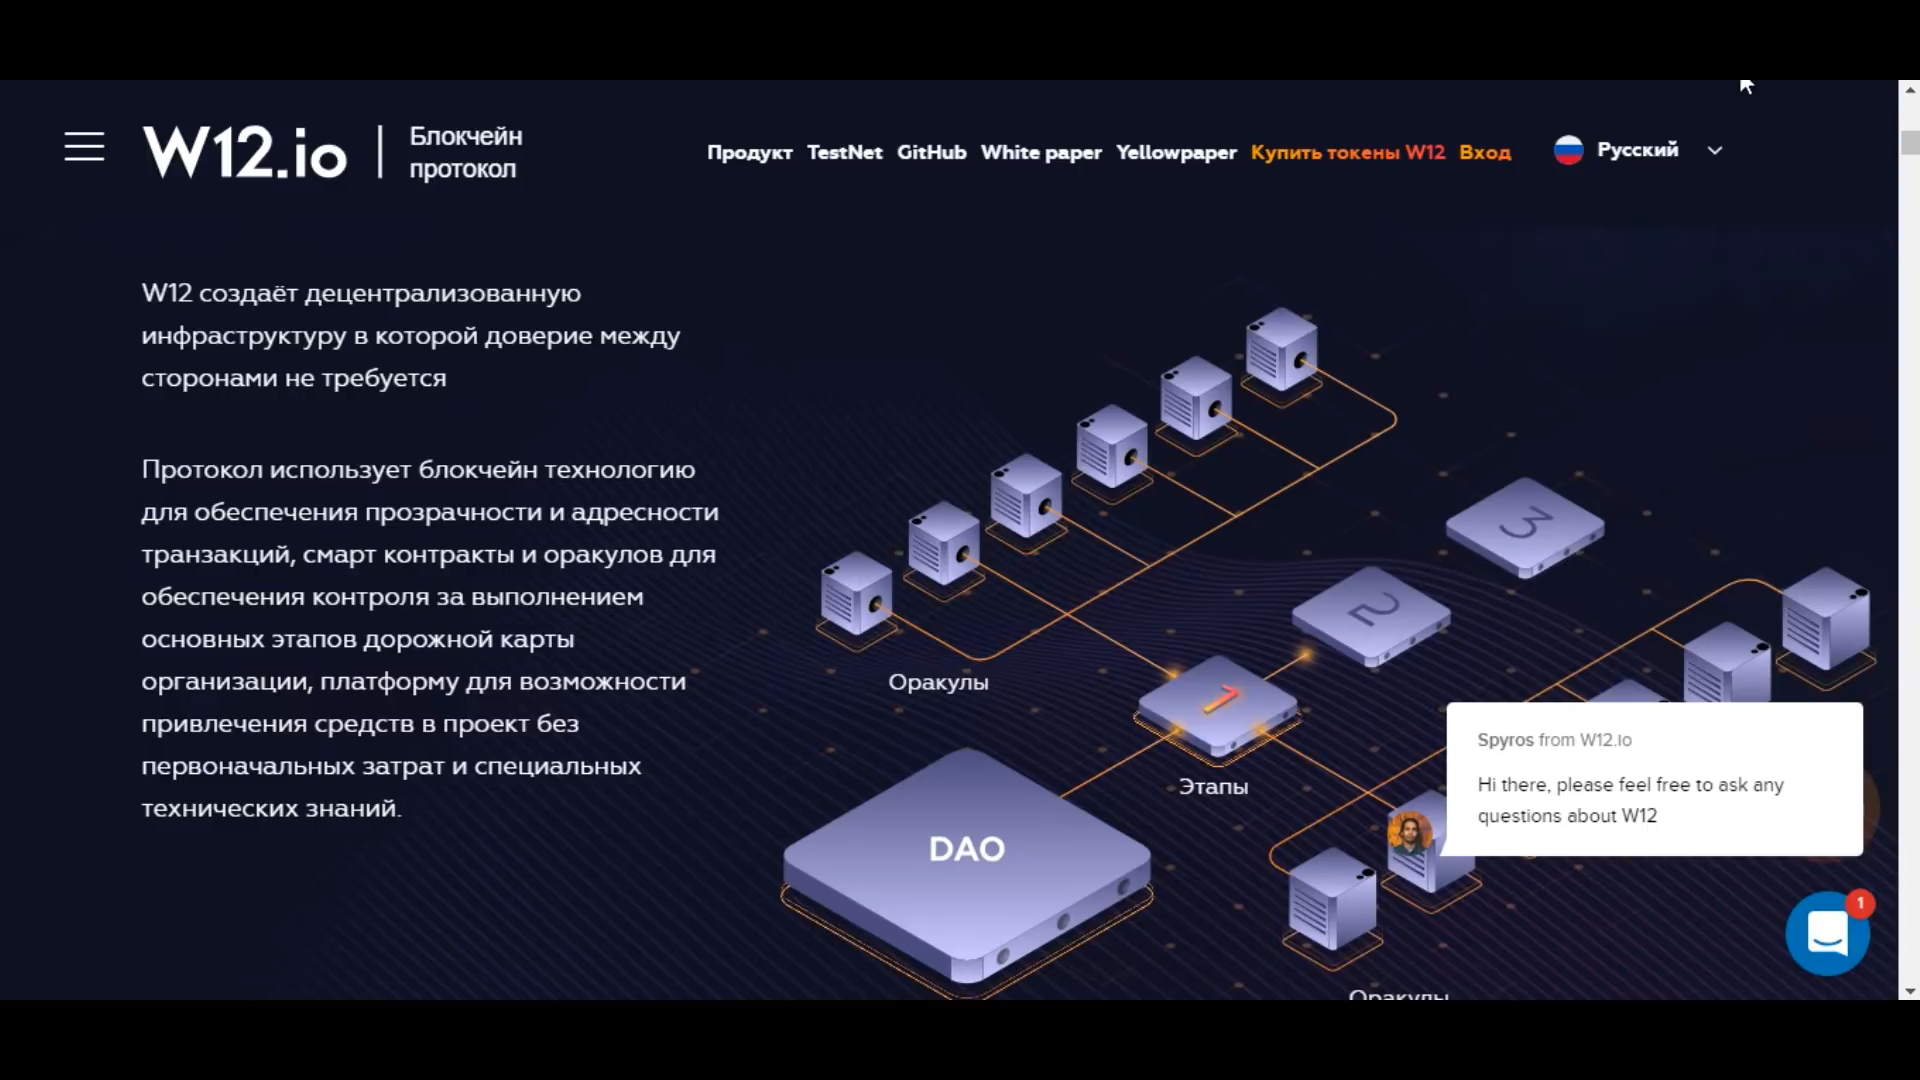 W12.io
Блокчейн
протокол
Продукт TestNet GitHub White paper Yellowpaper Купить токены W12 Вход
Русский
W12 создаёт децентрализованную
инфраструктуру в которой доверие между
сторонами не требуется
Протокол использует блокчейн технологию
для обеспечения прозрачности и адресности
транзакций, смарт контракты и оракулов для
обеспечения контроля за выполнением
основных этапов дорожной карты
организации, платформу для возможности
привлечения средств в проект без
первоначальных затрат и специальных
технических знаний.
3
2
1
Оракулы
Этапы
DAO
Spyros from W12.io
Hi there, please feel free to ask any
questions about W12
1
Оракулы